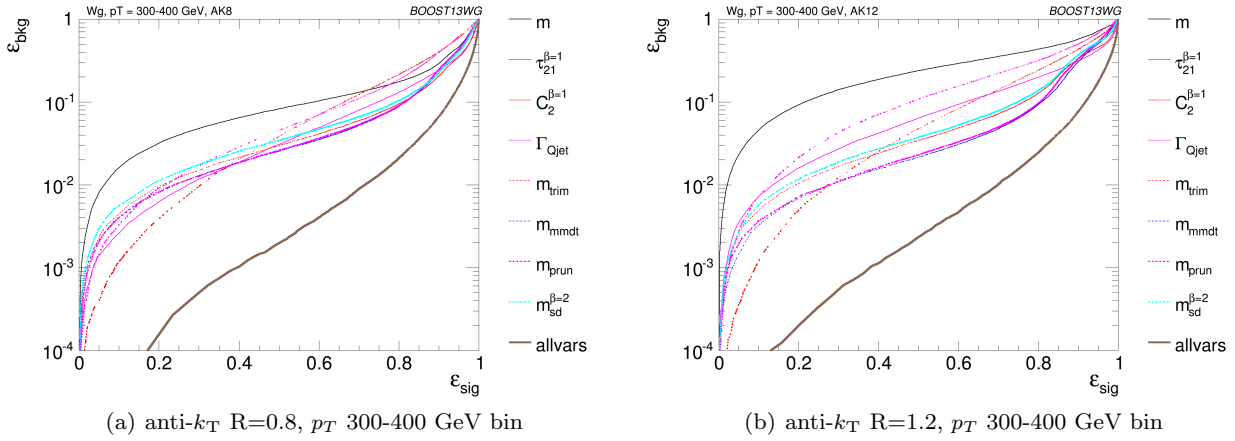 Wg, pT = 300-400 GeV, AK8 BOOST13WG
ε_bkg
1
10^-1
10^-2
10^-3
10^-4
0 0.2 0.4 0.6 0.8 1
ε_sig
m
τ_21^β=1
C_2^β=1
Γ_Qjet
m_trim
m_mmdt
m_prun
m_sd^β=2
allvars
(a) anti-k_T R=0.8, p_T 300-400 GeV bin
Wg, pT = 300-400 GeV, AK12 BOOST13WG
ε_bkg
1
10^-1
10^-2
10^-3
10^-4
0 0.2 0.4 0.6 0.8 1
ε_sig
m
τ_21^β=1
C_2^β=1
Γ_Qjet
m_trim
m_mmdt
m_prun
m_sd^β=2
allvars
(b) anti-k_T R=1.2, p_T 300-400 GeV bin